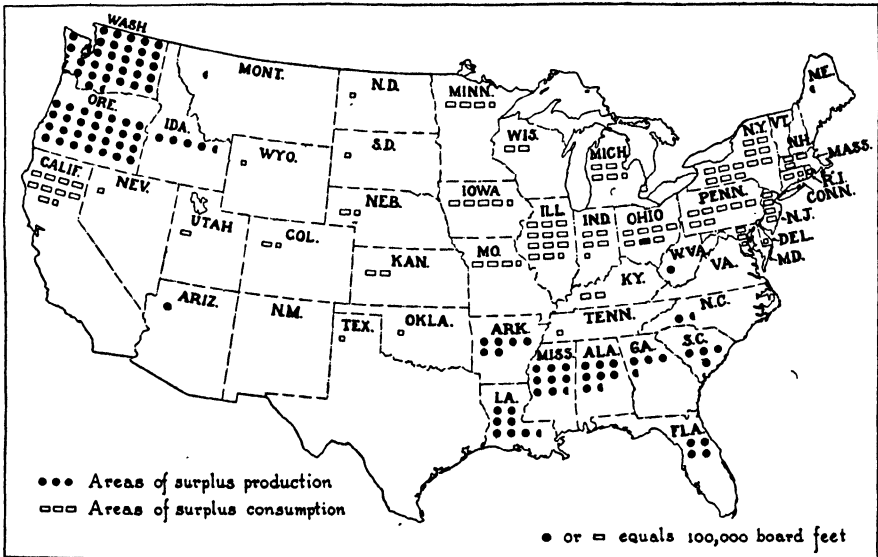 WASH
MONT.
N.D.
MINN.
ME.
ORE.
IDA.
WIS.
MICH.
N.Y.
VT.
N.H.
MASS.
R.I.
CONN.
WYO.
S.D.
CALIF.
NEV.
UTAH
COL.
NEB.
IOWA
ILL.
IND.
OHIO
PENN.
N.J.
DEL.
MD.
KAN.
MO.
KY.
W.VA.
VA.
ARIZ.
N.M.
TEX.
OKLA.
ARK.
TENN.
N.C.
MISS.
ALA.
GA.
S.C.
LA.
FLA.
Areas of surplus production
Areas of surplus consumption
or equals 100,000 board feet